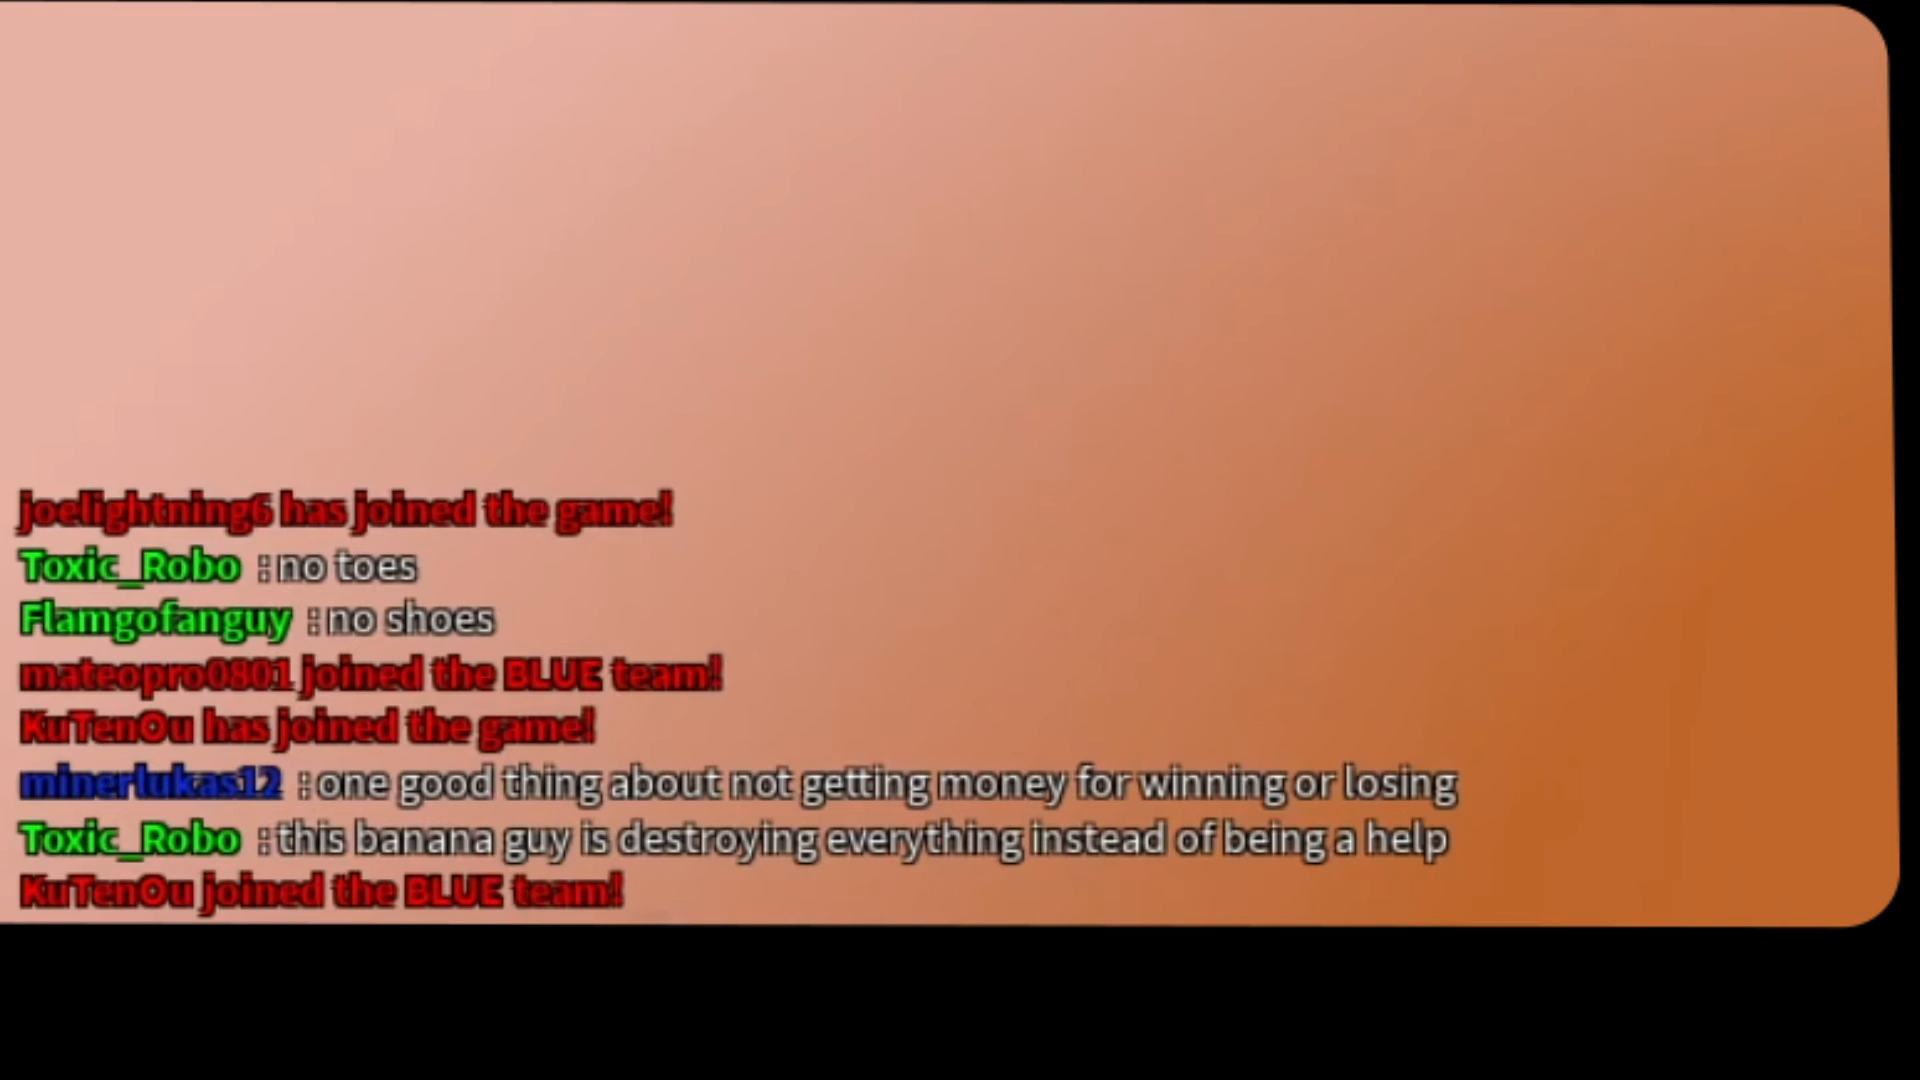 joelightning6 has joined the game!
Toxic_Robo : no toes
Flamgofanguy : no shoes
mateopro0801 joined the BLUE team!
KuTenOu has joined the game!
minerlukas12 : one good thing about not getting money for winning or losing
Toxic_Robo : this banana guy is destroying everything instead of being a help
KuTenOu joined the BLUE team!